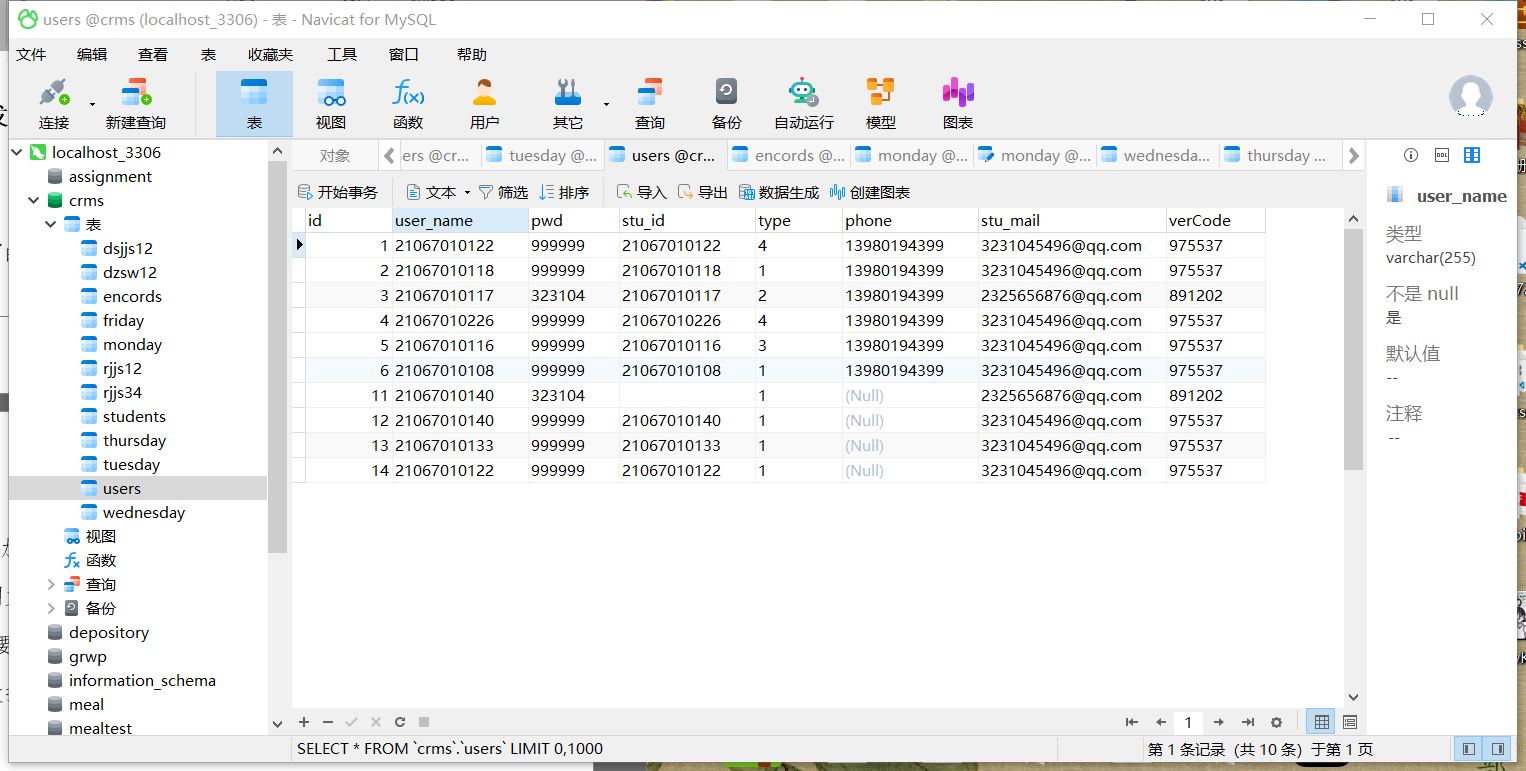 users @crms (localhost_3306) - 表 - Navicat for MySQL
文件 编辑 查看 表 收藏夹 工具 窗口 帮助
连接 新建查询 表 视图 函数 用户 其它 查询 备份 自动运行 模型 图表
对象 ers @cr... tuesday @... users @cr... encords @... monday @... monday @... wednesda... thursday ...
开始事务 文本 筛选 排序 导入 导出 数据生成 创建图表
localhost_3306
assignment
crms
表
dsjjs12
dzsw12
encords
friday
monday
rjjs12
rjjs34
students
thursday
tuesday
users
wednesday
视图
函数
查询
备份
depository
grwp
information_schema
meal
mealtest
id user_name pwd stu_id type phone stu_mail verCode
1 21067010122 999999 21067010122 4 13980194399 3231045496@qq.com 975537
2 21067010118 999999 21067010118 1 13980194399 3231045496@qq.com 975537
3 21067010117 323104 21067010117 2 13980194399 2325656876@qq.com 891202
4 21067010226 999999 21067010226 4 13980194399 3231045496@qq.com 975537
5 21067010116 999999 21067010116 3 13980194399 3231045496@qq.com 975537
6 21067010108 999999 21067010108 1 13980194399 3231045496@qq.com 975537
11 21067010140 323104 1 (Null) 2325656876@qq.com 891202
12 21067010140 999999 21067010140 1 (Null) 3231045496@qq.com 975537
13 21067010133 999999 21067010133 1 (Null) 3231045496@qq.com 975537
14 21067010122 999999 21067010122 1 (Null) 3231045496@qq.com 975537
DDL
user_name
类型
varchar(255)
不是 null
是
默认值
--
注释
--
1
SELECT * FROM `crms`.`users` LIMIT 0,1000
第 1 条记录 (共 10 条) 于第 1 页